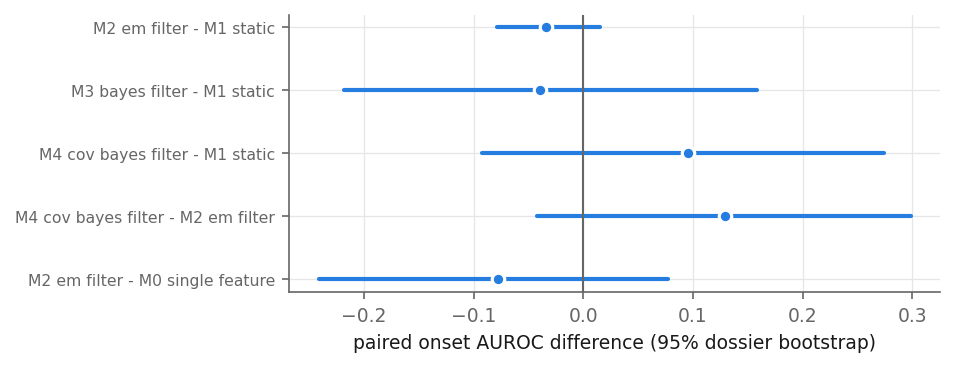 M2 em filter - M1 static
M3 bayes filter - M1 static
M4 cov bayes filter - M1 static
M4 cov bayes filter - M2 em filter
M2 em filter - M0 single feature
−0.2 −0.1 0.0 0.1 0.2 0.3
paired onset AUROC difference (95% dossier bootstrap)